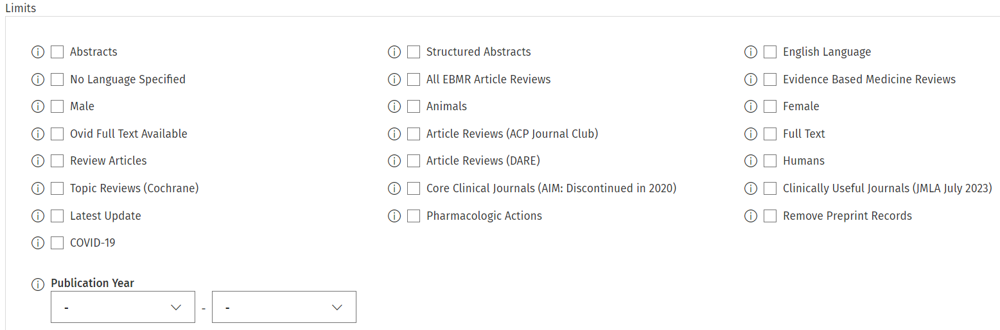 Limits
Abstracts Structured Abstracts English Language
No Language Specified All EBMR Article Reviews Evidence Based Medicine Reviews
Male Animals Female
Ovid Full Text Available Article Reviews (ACP Journal Club) Full Text
Review Articles Article Reviews (DARE) Humans
Topic Reviews (Cochrane) Core Clinical Journals (AIM: Discontinued in 2020) Clinically Useful Journals (JMLA July 2023)
Latest Update Pharmacologic Actions Remove Preprint Records
COVID-19
Publication Year
- - -